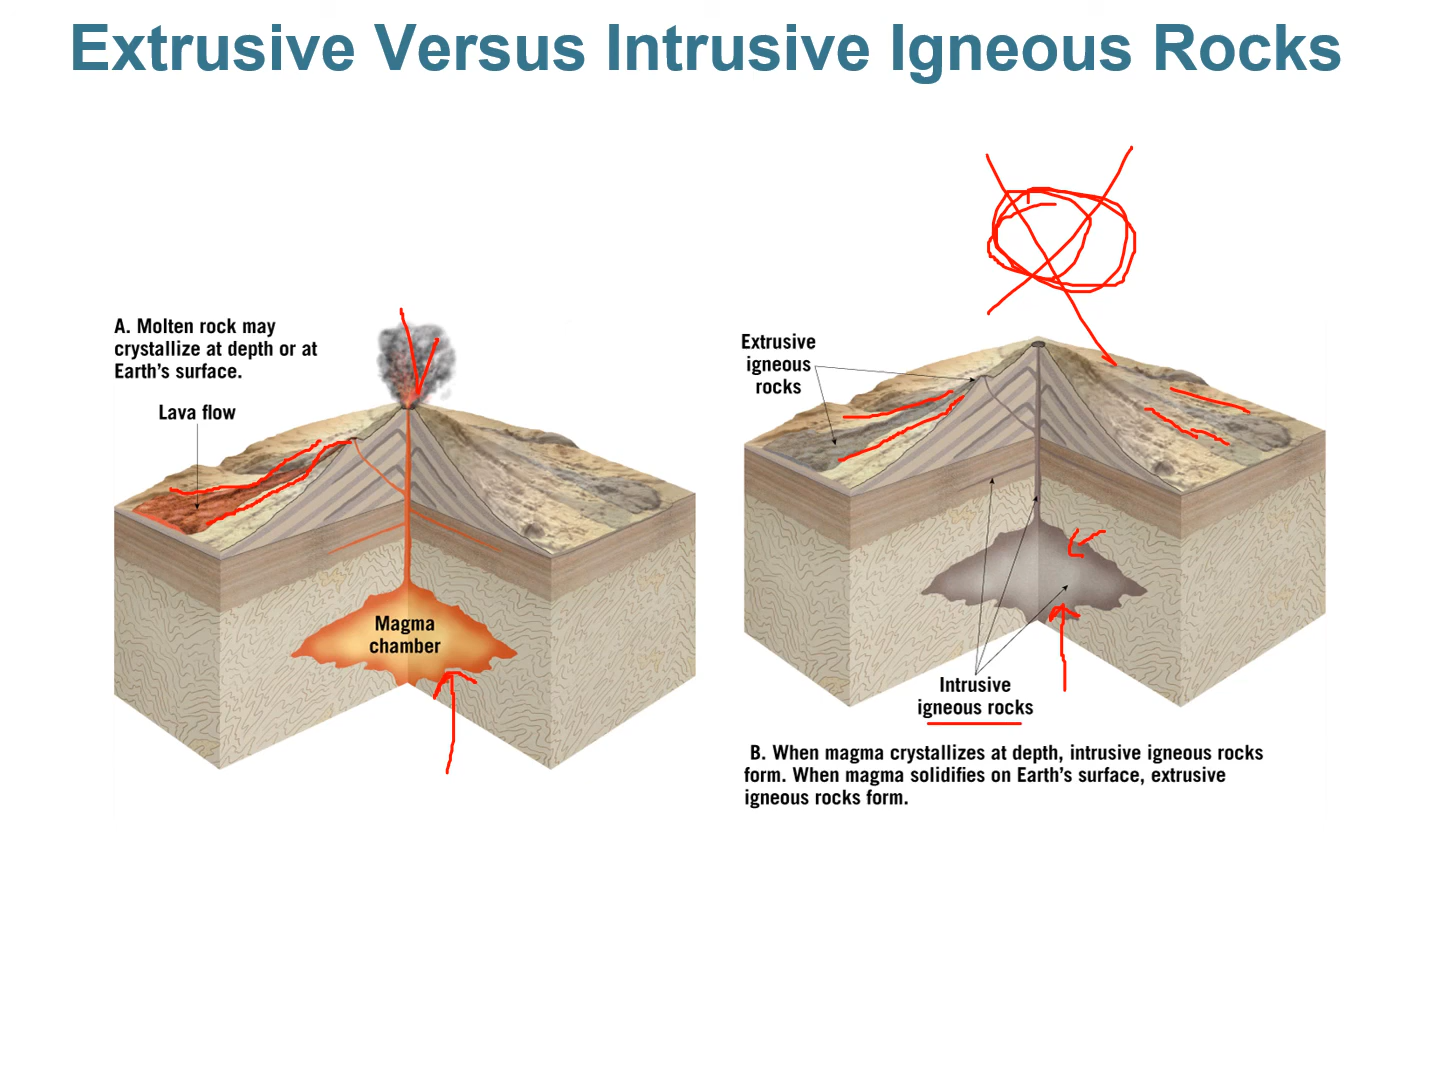 Extrusive Versus Intrusive Igneous Rocks
A. Molten rock may
crystallize at depth or at
Earth's surface.
Lava flow
Magma
chamber
Extrusive
igneous
rocks
Intrusive
igneous rocks
B. When magma crystallizes at depth, intrusive igneous rocks
form. When magma solidifies on Earth's surface, extrusive
igneous rocks form.